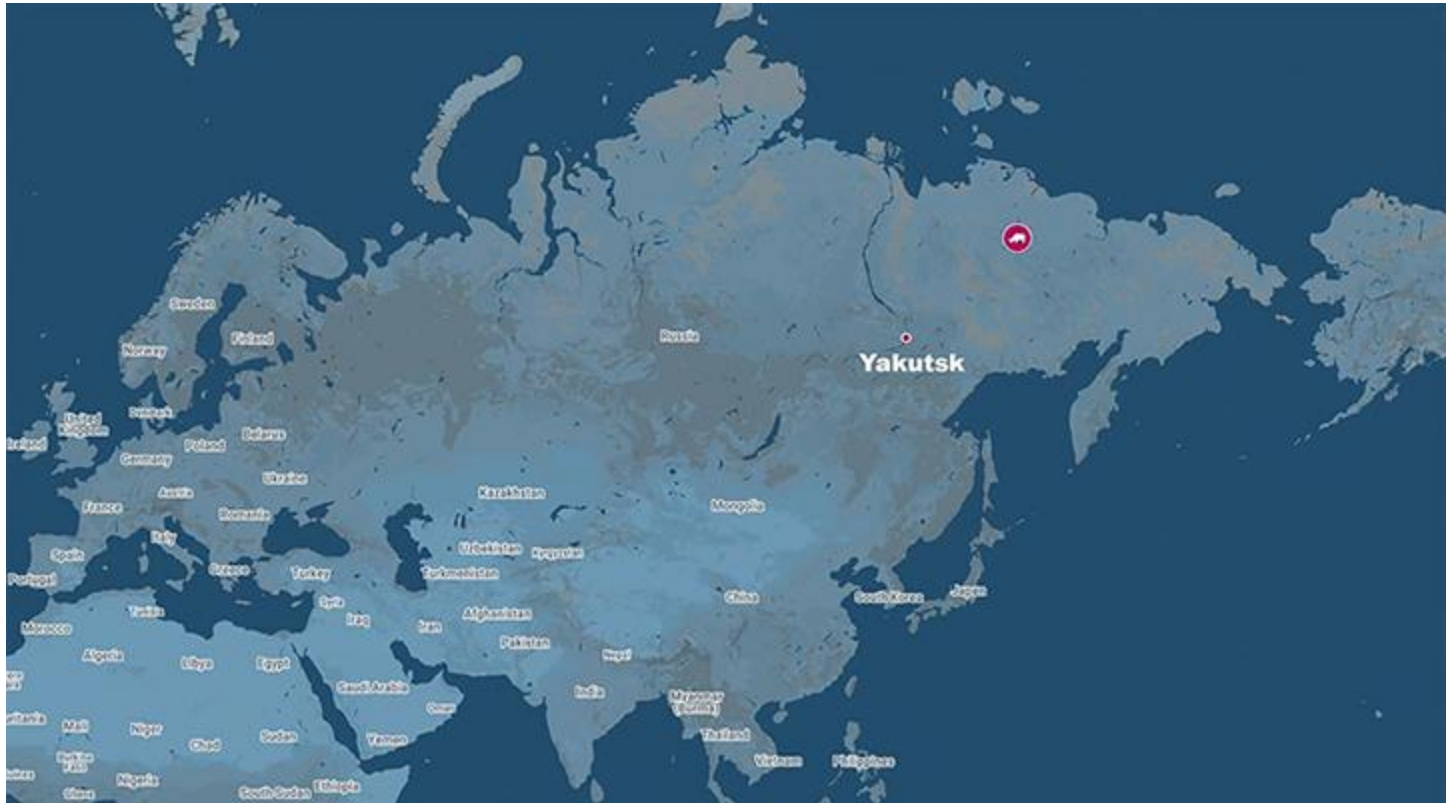 Sweden
Finland
Norway
Russia
Yakutsk
United
Kingdom
Denmark
Ireland
Belarus
Poland
Germany
Ukraine
Kazakhstan
Austria
France
Romania
Mongolia
Italy
Uzbekistan
Kyrgyzstan
Spain
Greece
Turkey
Turkmenistan
Portugal
China
South Korea
Japan
Syria
Tunisia
Afghanistan
Iraq
Iran
Morocco
Pakistan
Algeria
Libya
Egypt
Nepal
Saudi Arabia
India
Myanmar
(Burma)
Oman
Mali
Niger
Chad
Sudan
Yemen
Thailand
Burkina
Faso
Vietnam
Philippines
Nigeria
South Sudan
Ethiopia
Ghana